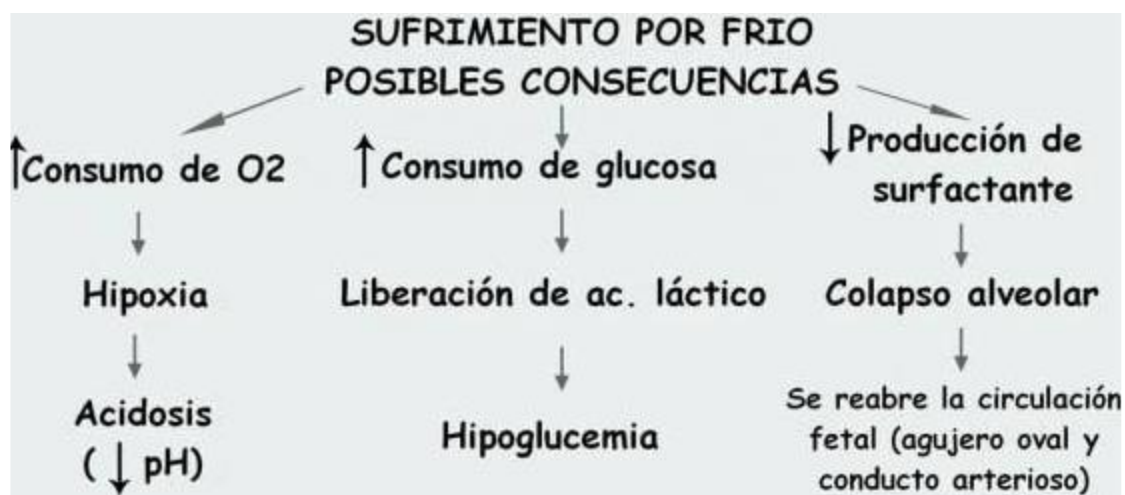 SUFRIMIENTO POR FRIO
POSIBLES CONSECUENCIAS
↑Consumo de O2
Hipoxia
Acidosis
(↓ pH)
↑ Consumo de glucosa
Liberación de ac. láctico
Hipoglucemia
↓ Producción de
surfactante
Colapso alveolar
Se reabre la circulación
fetal (agujero oval y
conducto arterioso)